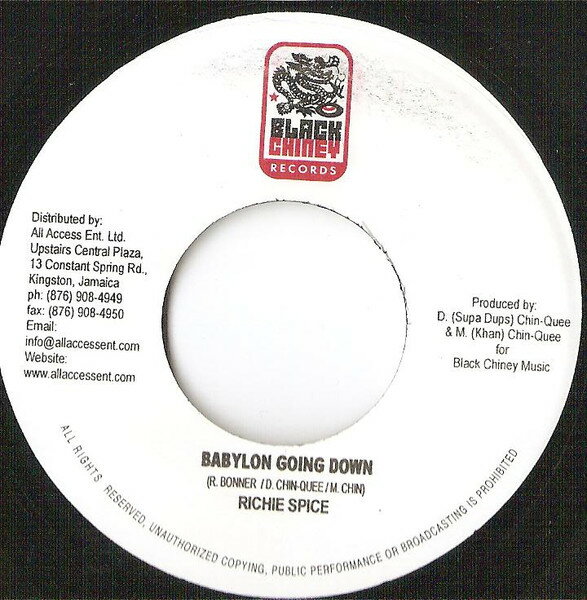 BLACK
CHINEY
RECORDS
Distributed by:
All Access Ent. Ltd.
Upstairs Central Plaza,
13 Constant Spring Rd.,
Kingston, Jamaica
ph: (876) 908-4949
fax: (876) 908-4950
Email:
info@allaccessent.com
Website:
www.allaccessent.com
Produced by:
D. (Supa Dups) Chin-Quee
& M. (Khan) Chin-Quee
for
Black Chiney Music
BABYLON GOING DOWN
(R. BONNER / D. CHIN-QUEE / M. CHIN)
RICHIE SPICE
ALL RIGHTS RESERVED, UNAUTHORIZED COPYING, PUBLIC PERFORMANCE OR BROADCASTING IS PROHIBITED